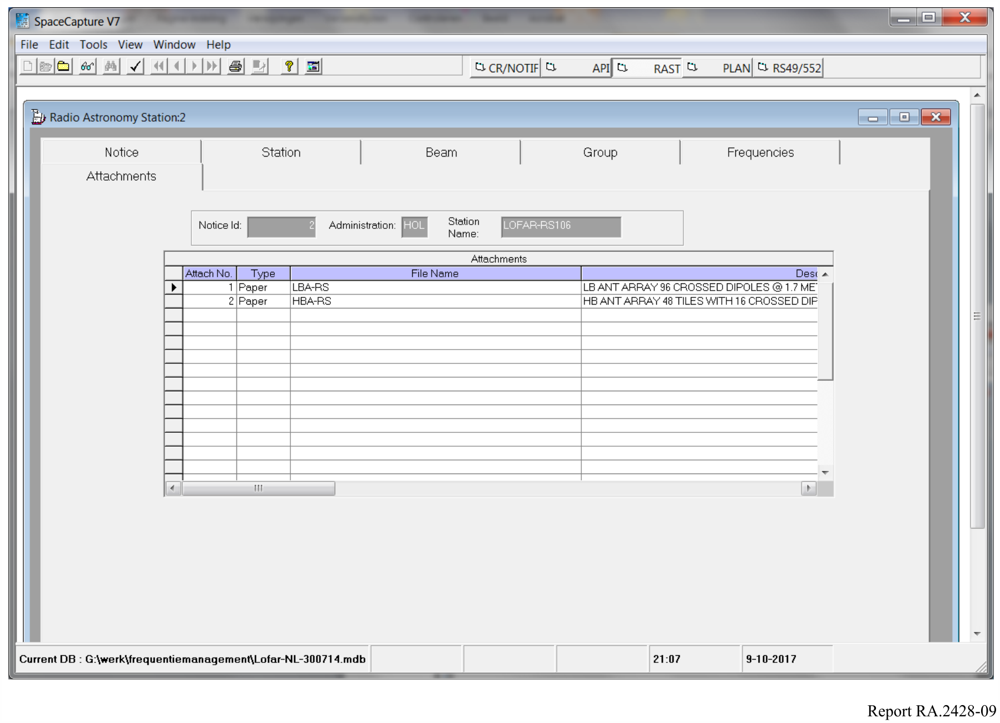 SpaceCapture V7
File Edit Tools View Window Help
CR/NOTIF API RAST PLAN RS49/552
Radio Astronomy Station:2
Notice Station Beam Group Frequencies
Attachments
Notice Id: 2 Administration: HOL Station Name: LOFAR-RS106
Attachments
Attach No. Type File Name Desc
1 Paper LBA-RS LB ANT ARRAY 96 CROSSED DIPOLES @ 1.7 ME
2 Paper HBA-RS HB ANT ARRAY 48 TILES WITH 16 CROSSED DIP
Current DB : G:\werk\frequentiemanagement\Lofar-NL-300714.mdb 21:07 9-10-2017
Report RA.2428-09